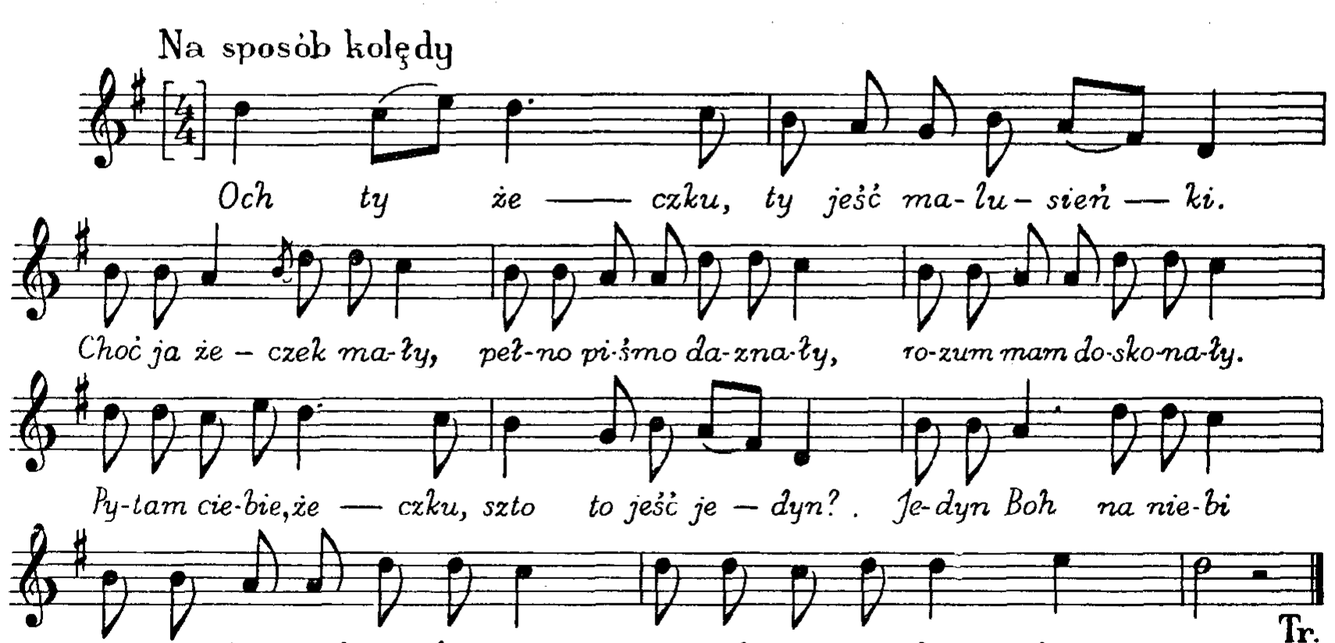 Na sposób kolędy
4
4
Och ty że — czku, ty jeść ma-lu-sień — ki.
Choć ja że - czek ma-ły, peł-no pi-śmo da-zna-ły, ro-zum mam do-sko-na-ły.
Py-tam cie-bie, że — czku, szto to jeść je — dyn? . Je-dyn Boh na nie-bi
Tr.